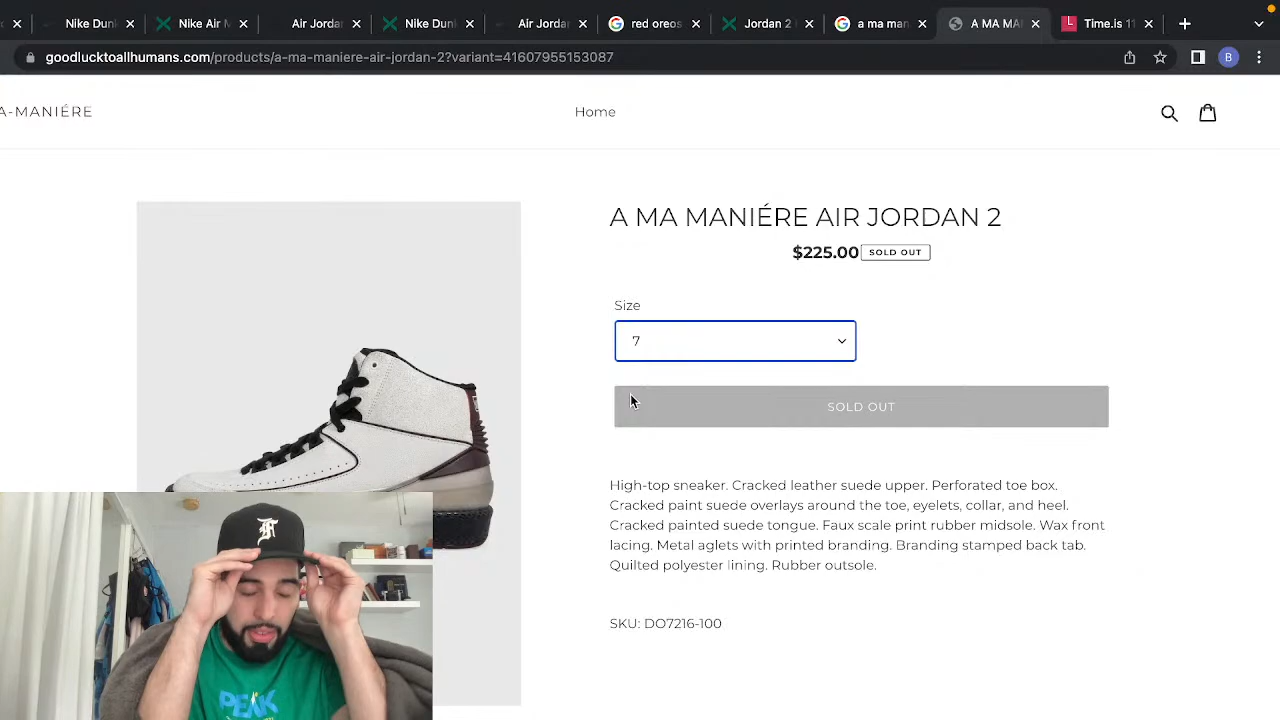 Nike Dunk
Nike Air M
Air Jordan
Nike Dunk
Air Jordan
red oreos
Jordan 2
a ma man
A MA MAN
Time.is 11
B
goodlucktoallhumans.com/products/a-ma-maniere-air-jordan-2?variant=41607955153087
A-MANIÉRE
Home
A MA MANIÉRE AIR JORDAN 2
$225.00 SOLD OUT
Size
7
SOLD OUT
High-top sneaker. Cracked leather suede upper. Perforated toe box.
Cracked paint suede overlays around the toe, eyelets, collar, and heel.
Cracked painted suede tongue. Faux scale print rubber midsole. Wax front
lacing. Metal aglets with printed branding. Branding stamped back tab.
Quilted polyester lining. Rubber outsole.
SKU: DO7216-100
F
PEAK